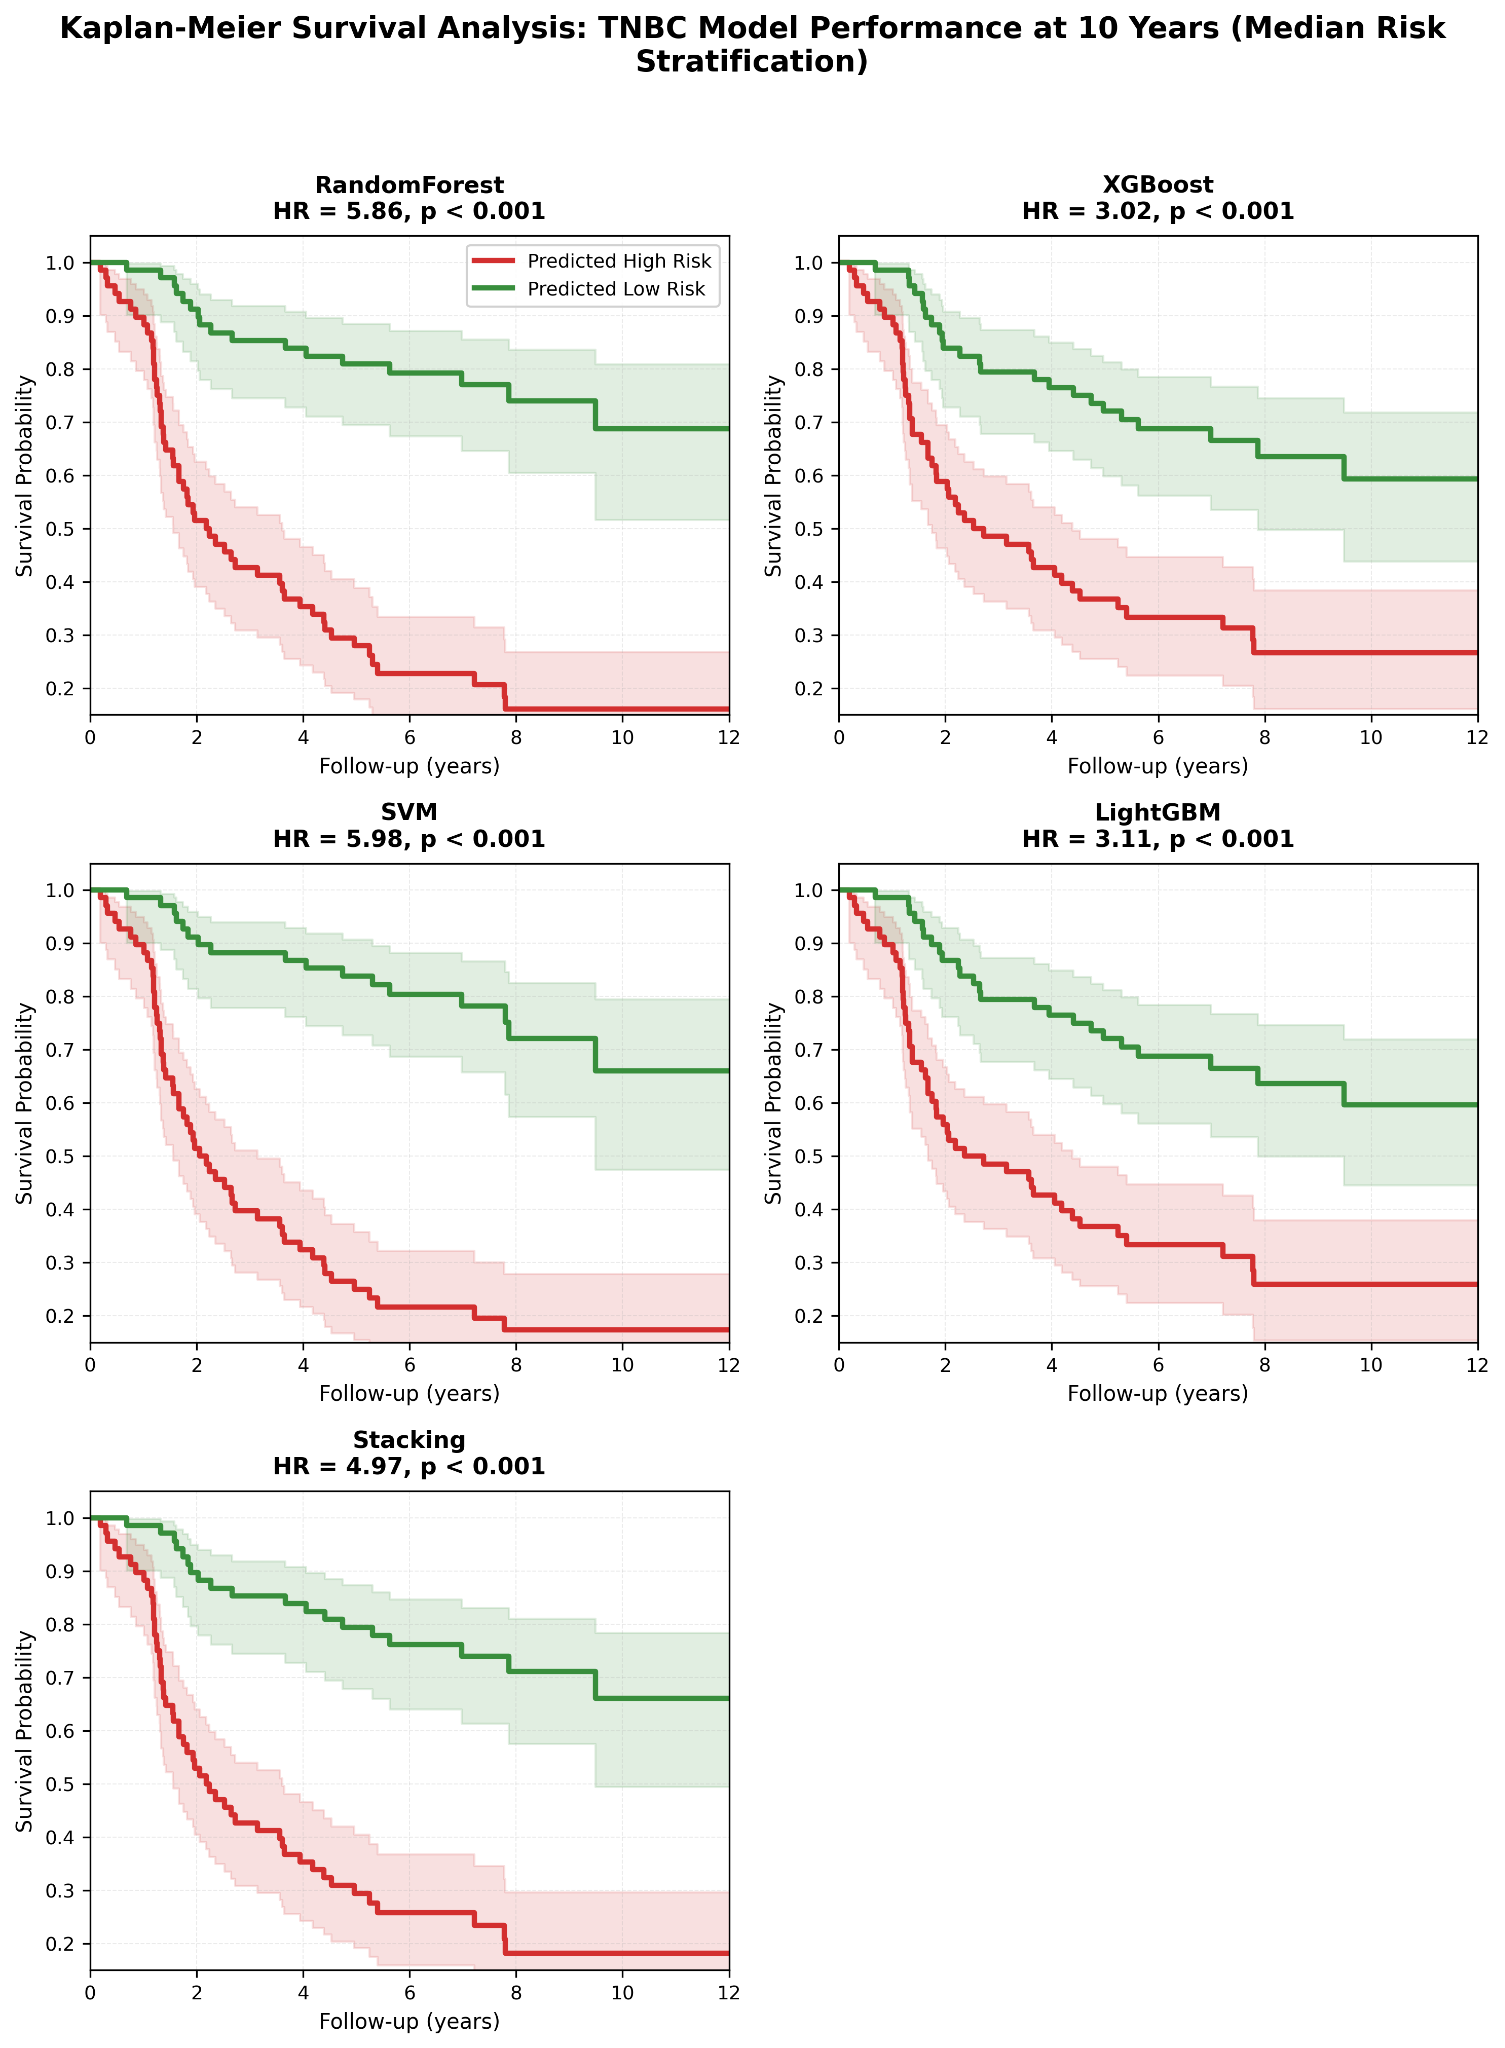 Kaplan-Meier Survival Analysis: TNBC Model Performance at 10 Years (Median Risk
Stratification)
RandomForest
HR = 5.86, p < 0.001
Predicted High Risk
Predicted Low Risk
1.0
0.9
0.8
0.7
0.6
0.5
0.4
0.3
0.2
Survival Probability
0 2 4 6 8 10 12
Follow-up (years)
XGBoost
HR = 3.02, p < 0.001
1.0
0.9
0.8
0.7
0.6
0.5
0.4
0.3
0.2
Survival Probability
0 2 4 6 8 10 12
Follow-up (years)
SVM
HR = 5.98, p < 0.001
1.0
0.9
0.8
0.7
0.6
0.5
0.4
0.3
0.2
Survival Probability
0 2 4 6 8 10 12
Follow-up (years)
LightGBM
HR = 3.11, p < 0.001
1.0
0.9
0.8
0.7
0.6
0.5
0.4
0.3
0.2
Survival Probability
0 2 4 6 8 10 12
Follow-up (years)
Stacking
HR = 4.97, p < 0.001
1.0
0.9
0.8
0.7
0.6
0.5
0.4
0.3
0.2
Survival Probability
0 2 4 6 8 10 12
Follow-up (years)